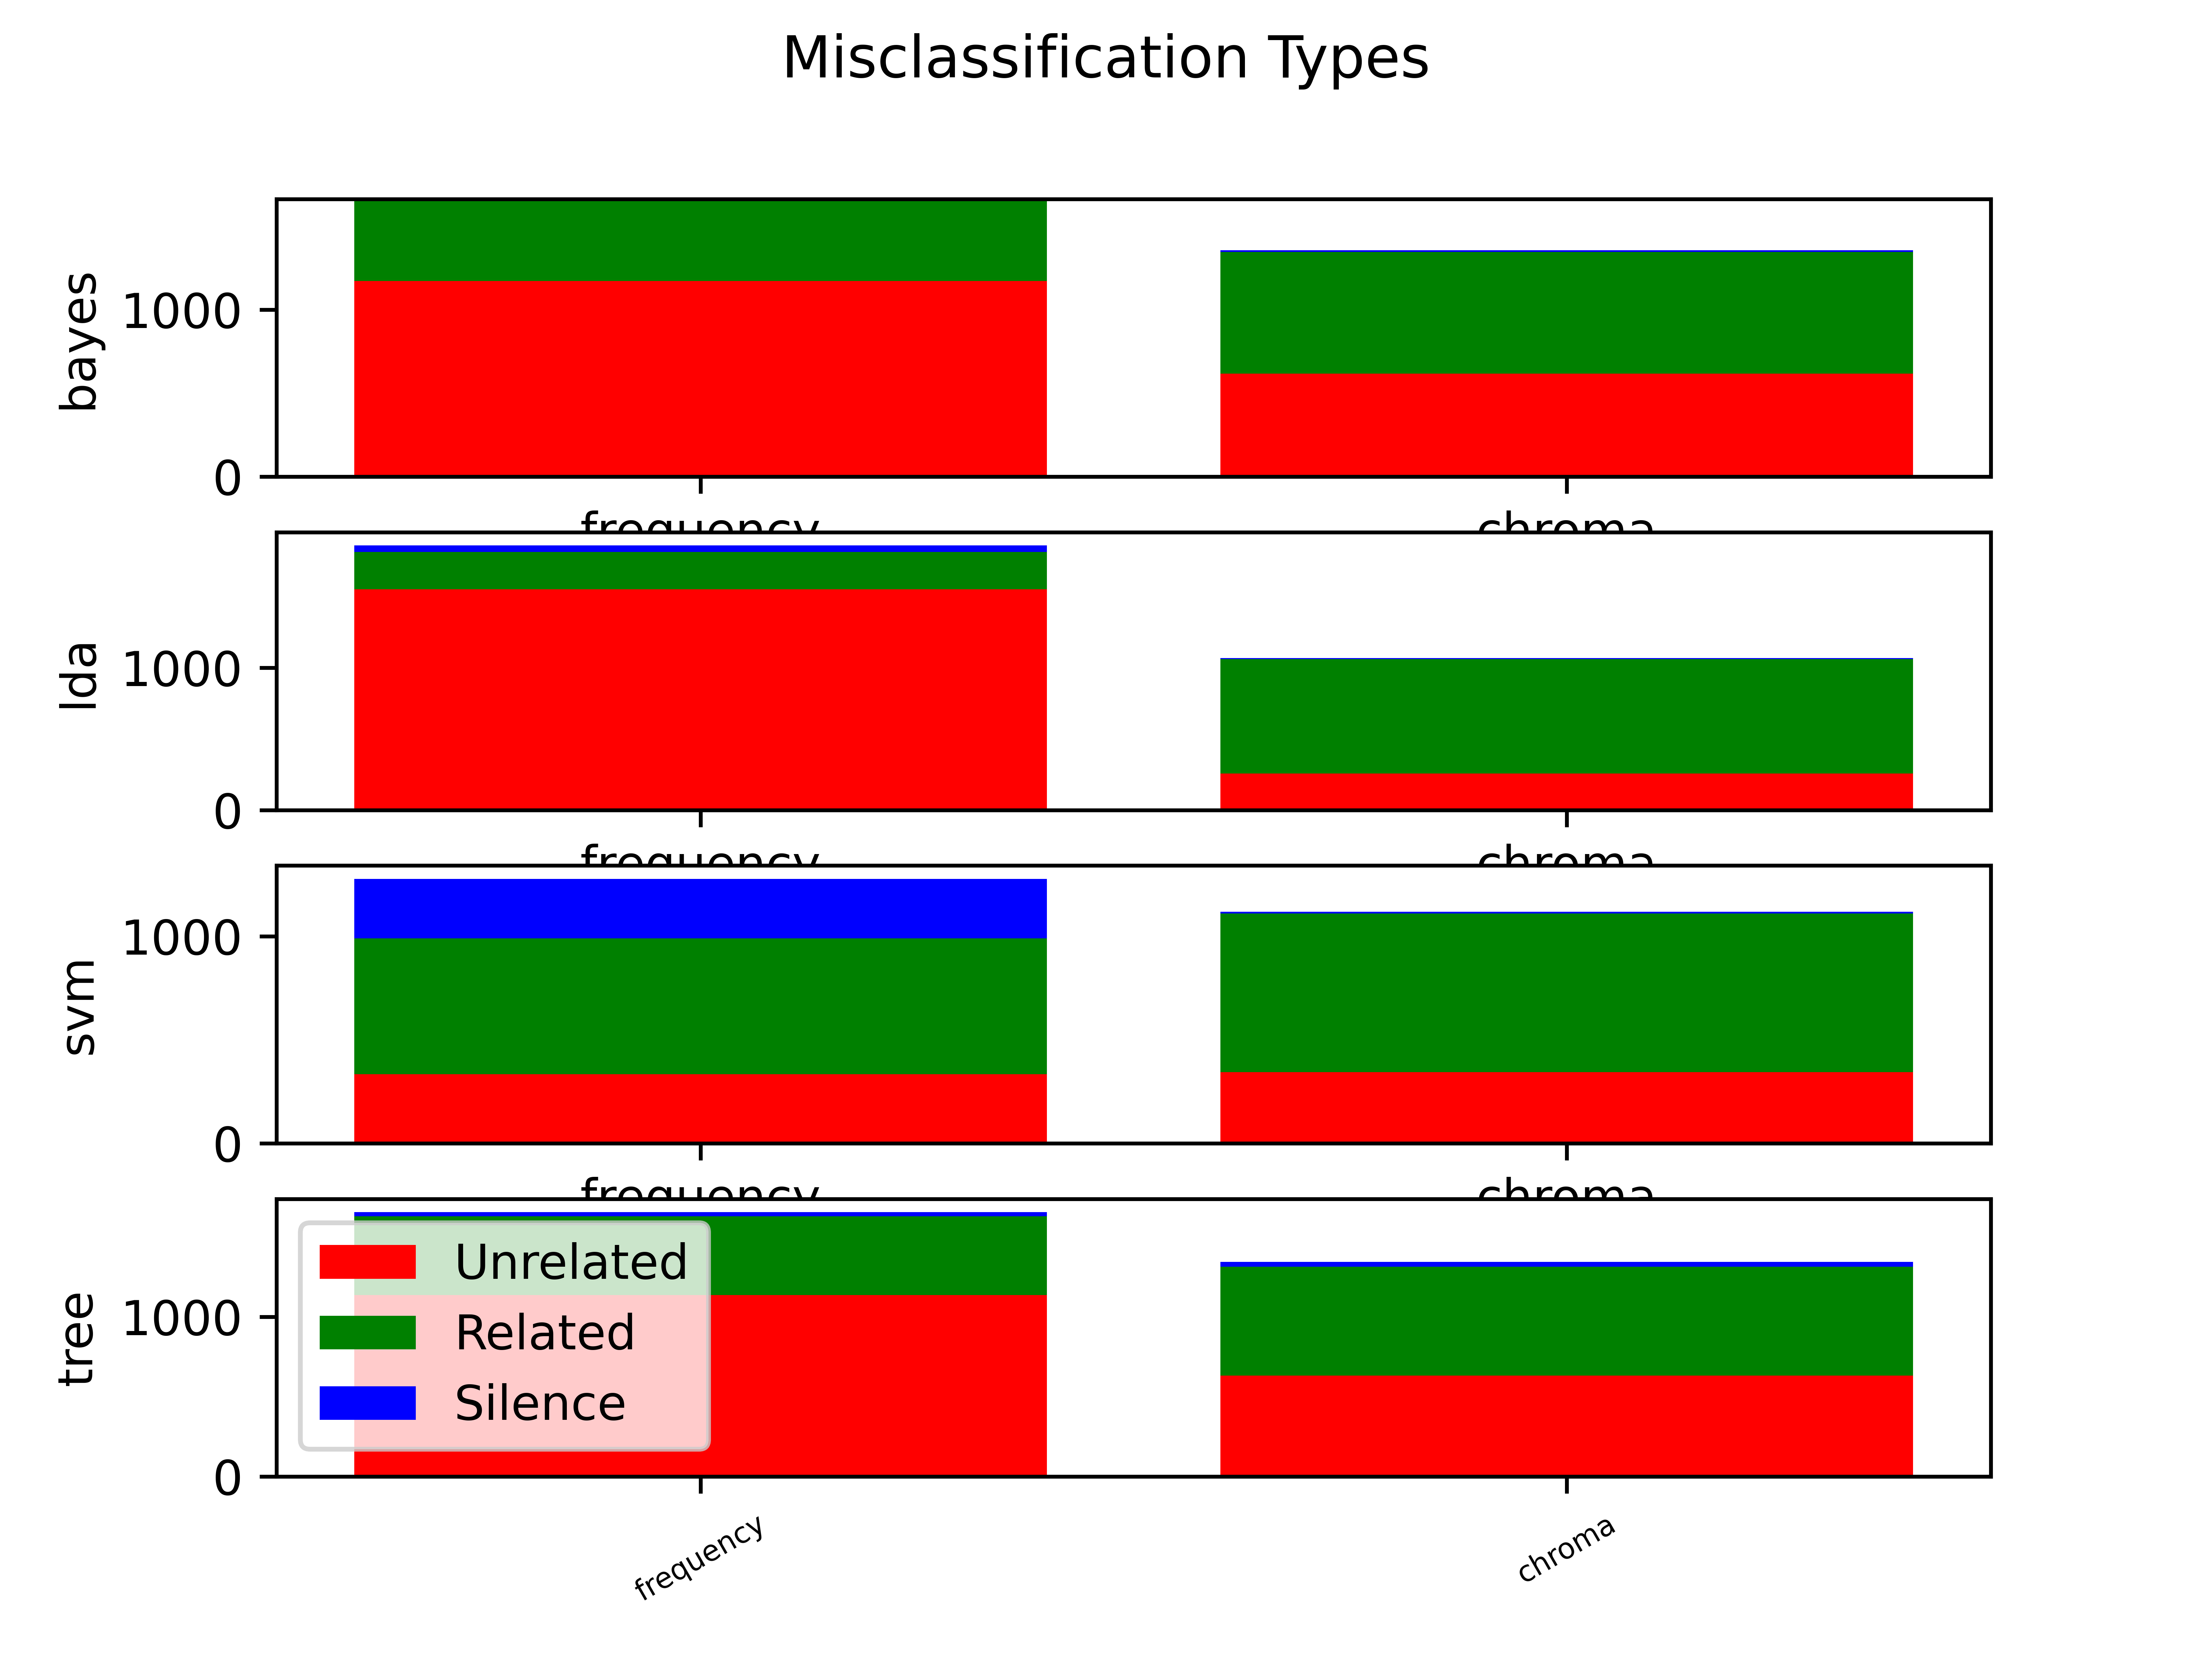 Misclassification Types
bayes
1000
0
frequency chroma
lda
1000
0
frequency chroma
svm
1000
0
frequency chroma
tree
1000
0
Unrelated
Related
Silence
frequency chroma